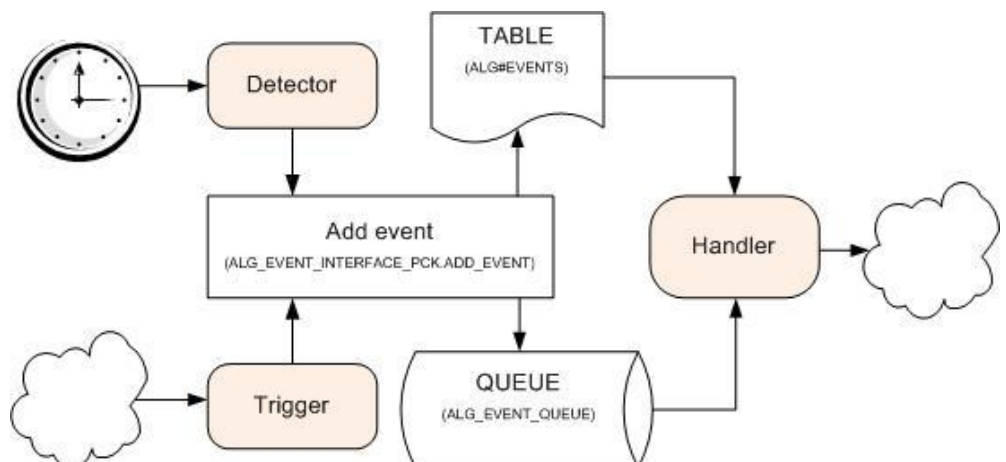 TABLE
(ALG#EVENTS)
Detector
Add event
(ALG_EVENT_INTERFACE_PCK.ADD_EVENT)
Handler
QUEUE
(ALG_EVENT_QUEUE)
Trigger